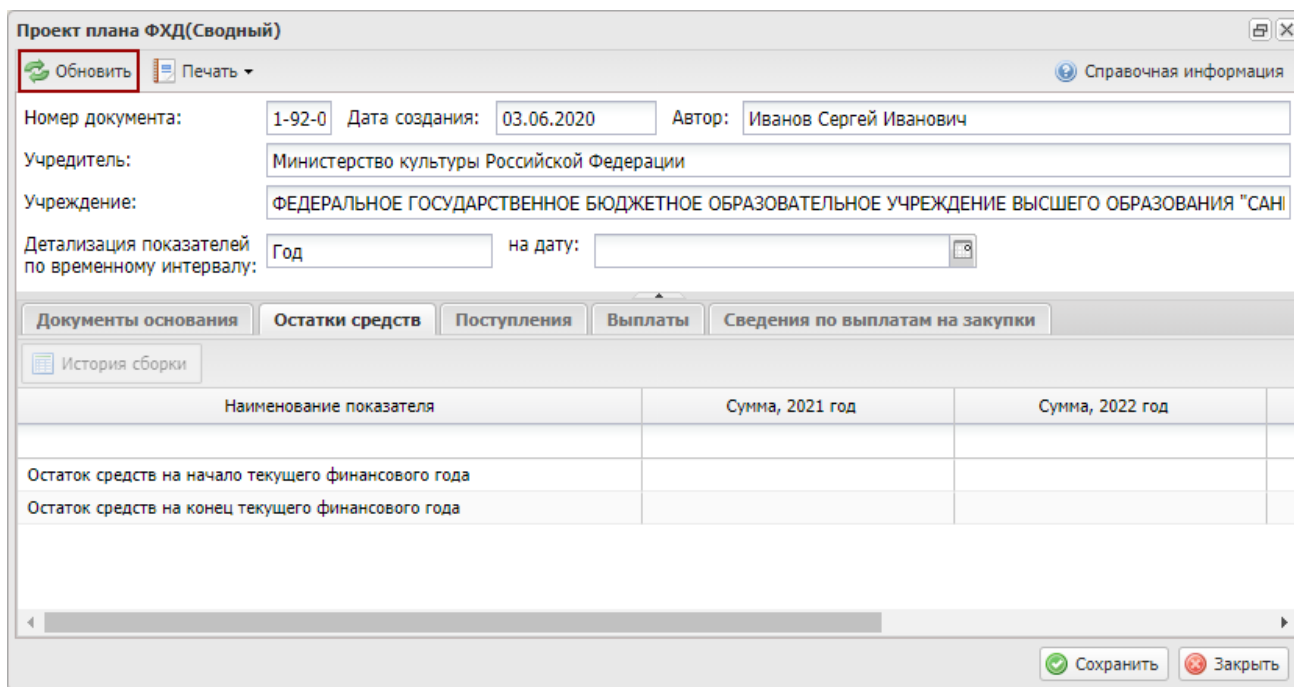 Проект плана ФХД(Сводный)
Обновить Печать Справочная информация
Номер документа: 1-92-0 Дата создания: 03.06.2020 Автор: Иванов Сергей Иванович
Учредитель: Министерство культуры Российской Федерации
Учреждение: ФЕДЕРАЛЬНОЕ ГОСУДАРСТВЕННОЕ БЮДЖЕТНОЕ ОБРАЗОВАТЕЛЬНОЕ УЧРЕЖДЕНИЕ ВЫСШЕГО ОБРАЗОВАНИЯ "САН
Детализация показателей
по временному интервалу: Год на дату:
Документы основания Остатки средств Поступления Выплаты Сведения по выплатам на закупки
История сборки
Наименование показателя Сумма, 2021 год Сумма, 2022 год
Остаток средств на начало текущего финансового года
Остаток средств на конец текущего финансового года
Сохранить Закрыть